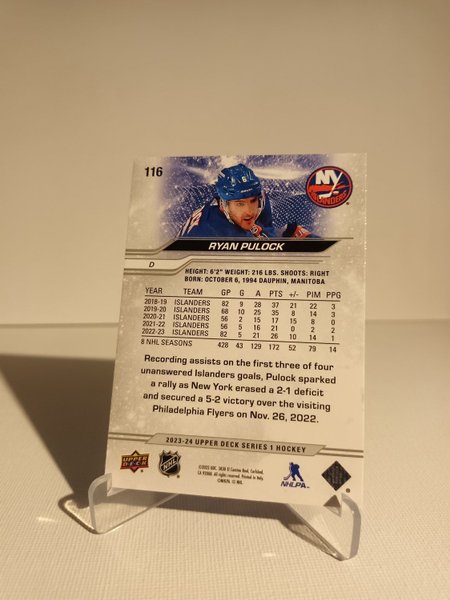 116
NY
ISLANDERS
6
RYAN PULOCK
D
HEIGHT: 6'2" WEIGHT: 216 LBS. SHOOTS: RIGHT
BORN: OCTOBER 6, 1994 DAUPHIN, MANITOBA
YEAR TEAM GP G A PTS +/- PIM PPG
2018-19 ISLANDERS 82 9 28 37 21 22 3
2019-20 ISLANDERS 68 10 25 35 8 14 3
2020-21 ISLANDERS 56 2 15 17 15 8 0
2021-22 ISLANDERS 56 5 16 21 0 2 2
2022-23 ISLANDERS 82 5 21 26 10 14 1
8 NHL SEASONS 428 43 129 172 52 79 14
Recording assists on the first three of four
unanswered Islanders goals, Pulock sparked
a rally as New York erased a 2-1 deficit
and secured a 5-2 victory over the visiting
Philadelphia Flyers on Nov. 26, 2022.
2023-24 UPPER DECK SERIES 1 HOCKEY
UPPER DECK
NHL
NHLPA